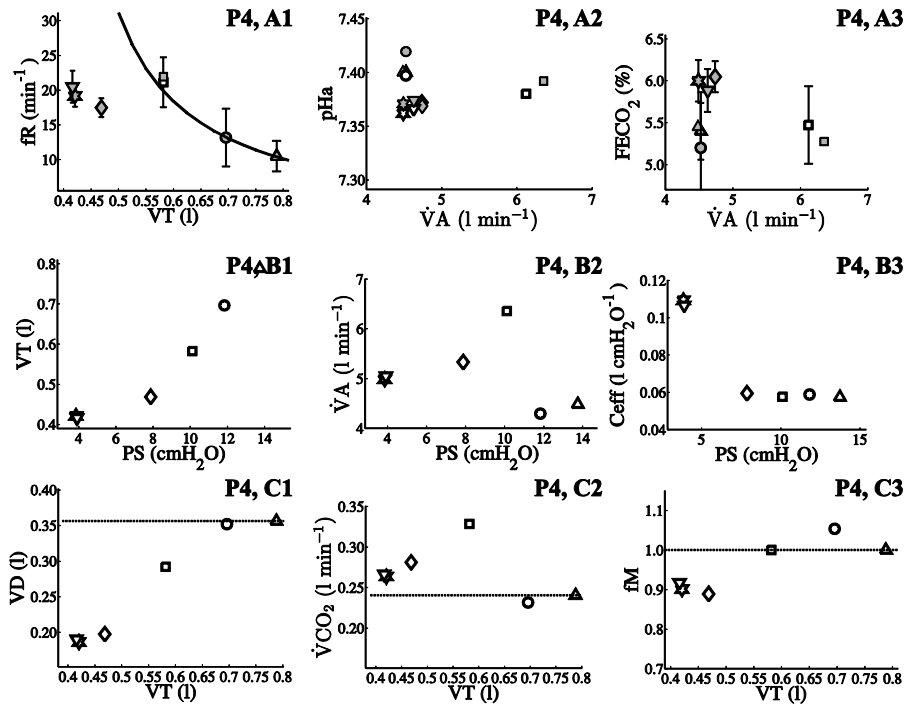 P4, A1
30
25
20
15
10
fR (min⁻¹)
0.4 0.45 0.5 0.55 0.6 0.65 0.7 0.75 0.8
VT (l)
P4, A2
7.45
7.40
7.35
7.30
pHa
4 5 6 7
V̇A (l min⁻¹)
P4, A3
6.5
6.0
5.5
5.0
FECO₂ (%)
4 5 6 7
V̇A (l min⁻¹)
P4, B1
0.8
0.7
0.6
0.5
0.4
VT (l)
4 6 8 10 12 14
PS (cmH₂O)
P4, B2
7
6
5
4
V̇A (l min⁻¹)
4 6 8 10 12 14
PS (cmH₂O)
P4, B3
0.12
0.10
0.08
0.06
0.04
Ceff (l cmH₂O⁻¹)
5 10 15
PS (cmH₂O)
P4, C1
0.40
0.35
0.30
0.25
0.20
VD (l)
0.4 0.45 0.5 0.55 0.6 0.65 0.7 0.75 0.8
VT (l)
P4, C2
0.35
0.30
0.25
0.20
V̇CO₂ (l min⁻¹)
0.4 0.45 0.5 0.55 0.6 0.65 0.7 0.75 0.8
VT (l)
P4, C3
1.1
1.0
0.9
0.8
0.7
fM
0.4 0.45 0.5 0.55 0.6 0.65 0.7 0.75 0.8
VT (l)